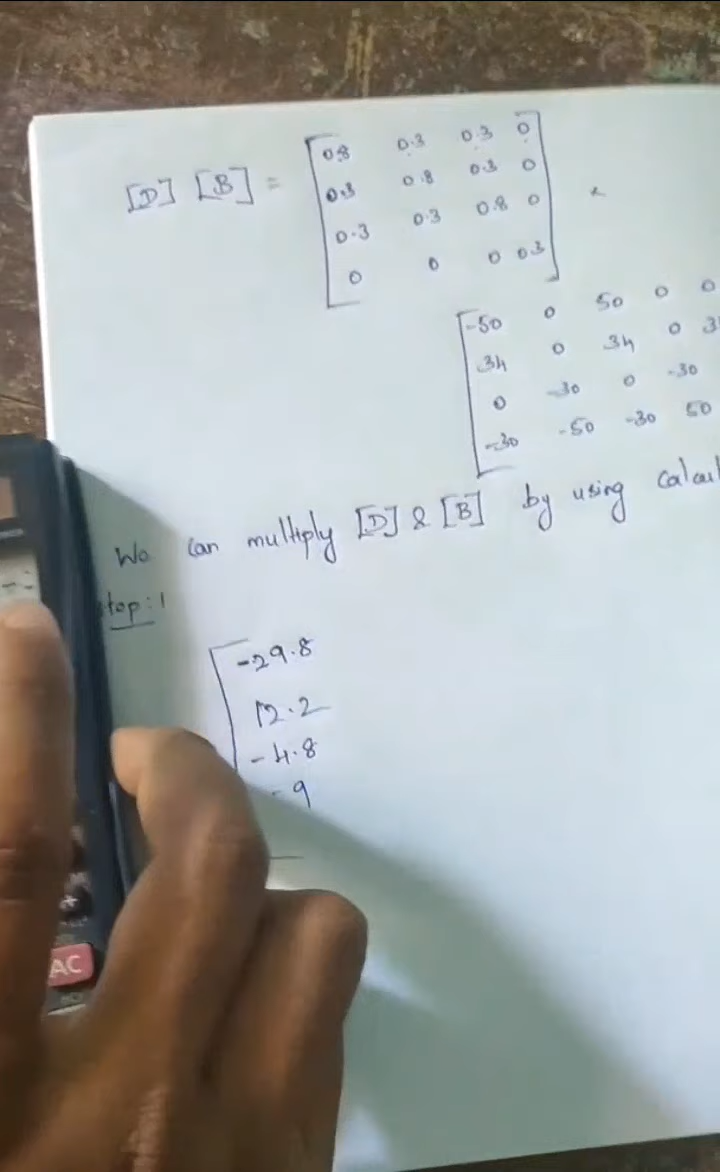 [D] [B] =
0.8 0.3 0.3 0
0.3 0.8 0.3 0
0.3 0.3 0.8 0 ×
0 0 0 0.3
-50 0 50 0 0
34 0 34 0
0 -30 0 -30
-30 -50 -30 50
We can multiply [D] & [B] by using
-29.8
12.2
-4.8
-9
AC